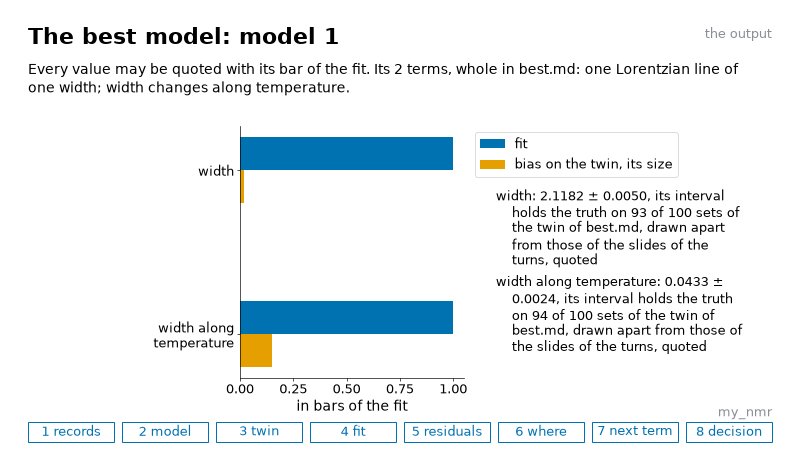 The best model: model 1
the output
Every value may be quoted with its bar of the fit. Its 2 terms, whole in best.md: one Lorentzian line of
one width; width changes along temperature.
fit
bias on the twin, its size
width
width along
temperature
width: 2.1182 ± 0.0050, its interval
holds the truth on 93 of 100 sets of
the twin of best.md, drawn apart
from those of the slides of the
turns, quoted
width along temperature: 0.0433 ±
0.0024, its interval holds the truth
on 94 of 100 sets of the twin of
best.md, drawn apart from those of
the slides of the turns, quoted
0.00 0.25 0.50 0.75 1.00
in bars of the fit
my_nmr
1 records 2 model 3 twin 4 fit 5 residuals 6 where 7 next term 8 decision